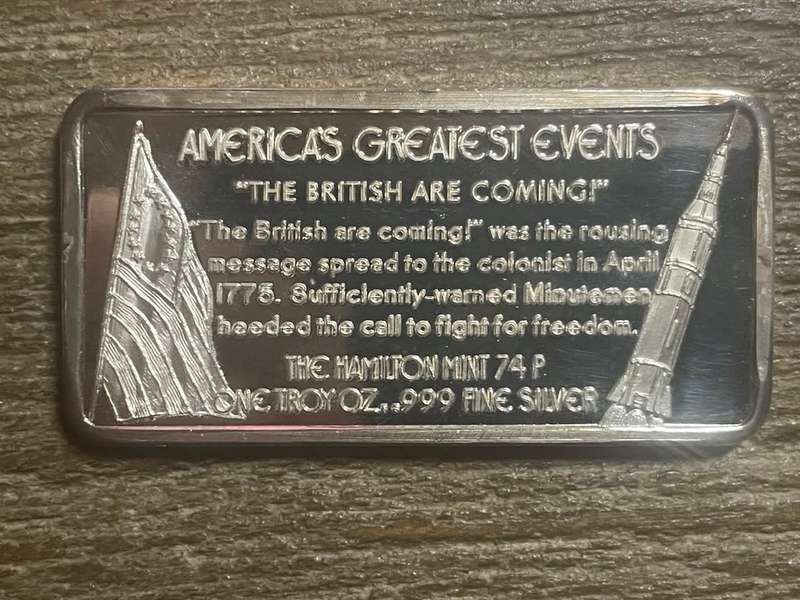 AMERICA'S GREATEST EVENTS
"THE BRITISH ARE COMING!"
"The British are coming!" was the rousing
message spread to the colonist in April
1775. Sufficiently-warned Minutemen
heeded the call to fight for freedom.
THE HAMILTON MINT 74 P.
ONE TROY OZ...999 FINE SILVER